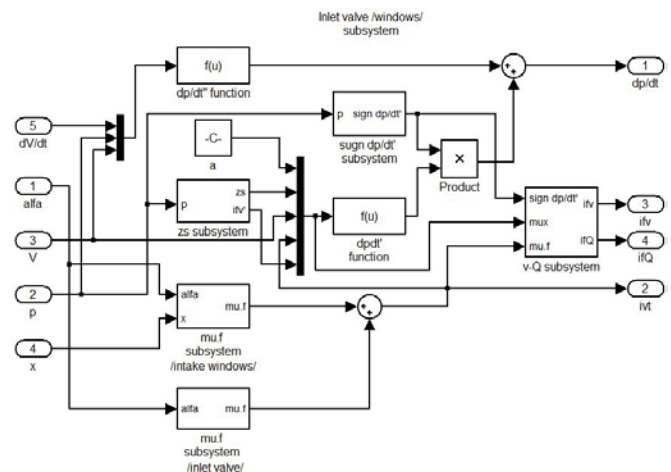 Inlet valve /windows/
subsystem
f(u)
dp/dt'' function
1
dp/dt
5
dV/dt
p
sign dp/dt'
sugn dp/dt'
subsystem
-C-
a
×
Product
1
alfa
p
zs
ifv'
zs subsystem
f(u)
dpdt'
function
sign dp/dt'
mux
mu.f
ifv
ifQ
v-Q subsystem
3
ifv
4
ifQ
3
V
2
p
2
ivt
alfa
x
mu.f
mu.f
subsystem
/intake windows/
4
x
alfa
mu.f
mu.f
subsystem
/inlet valve/